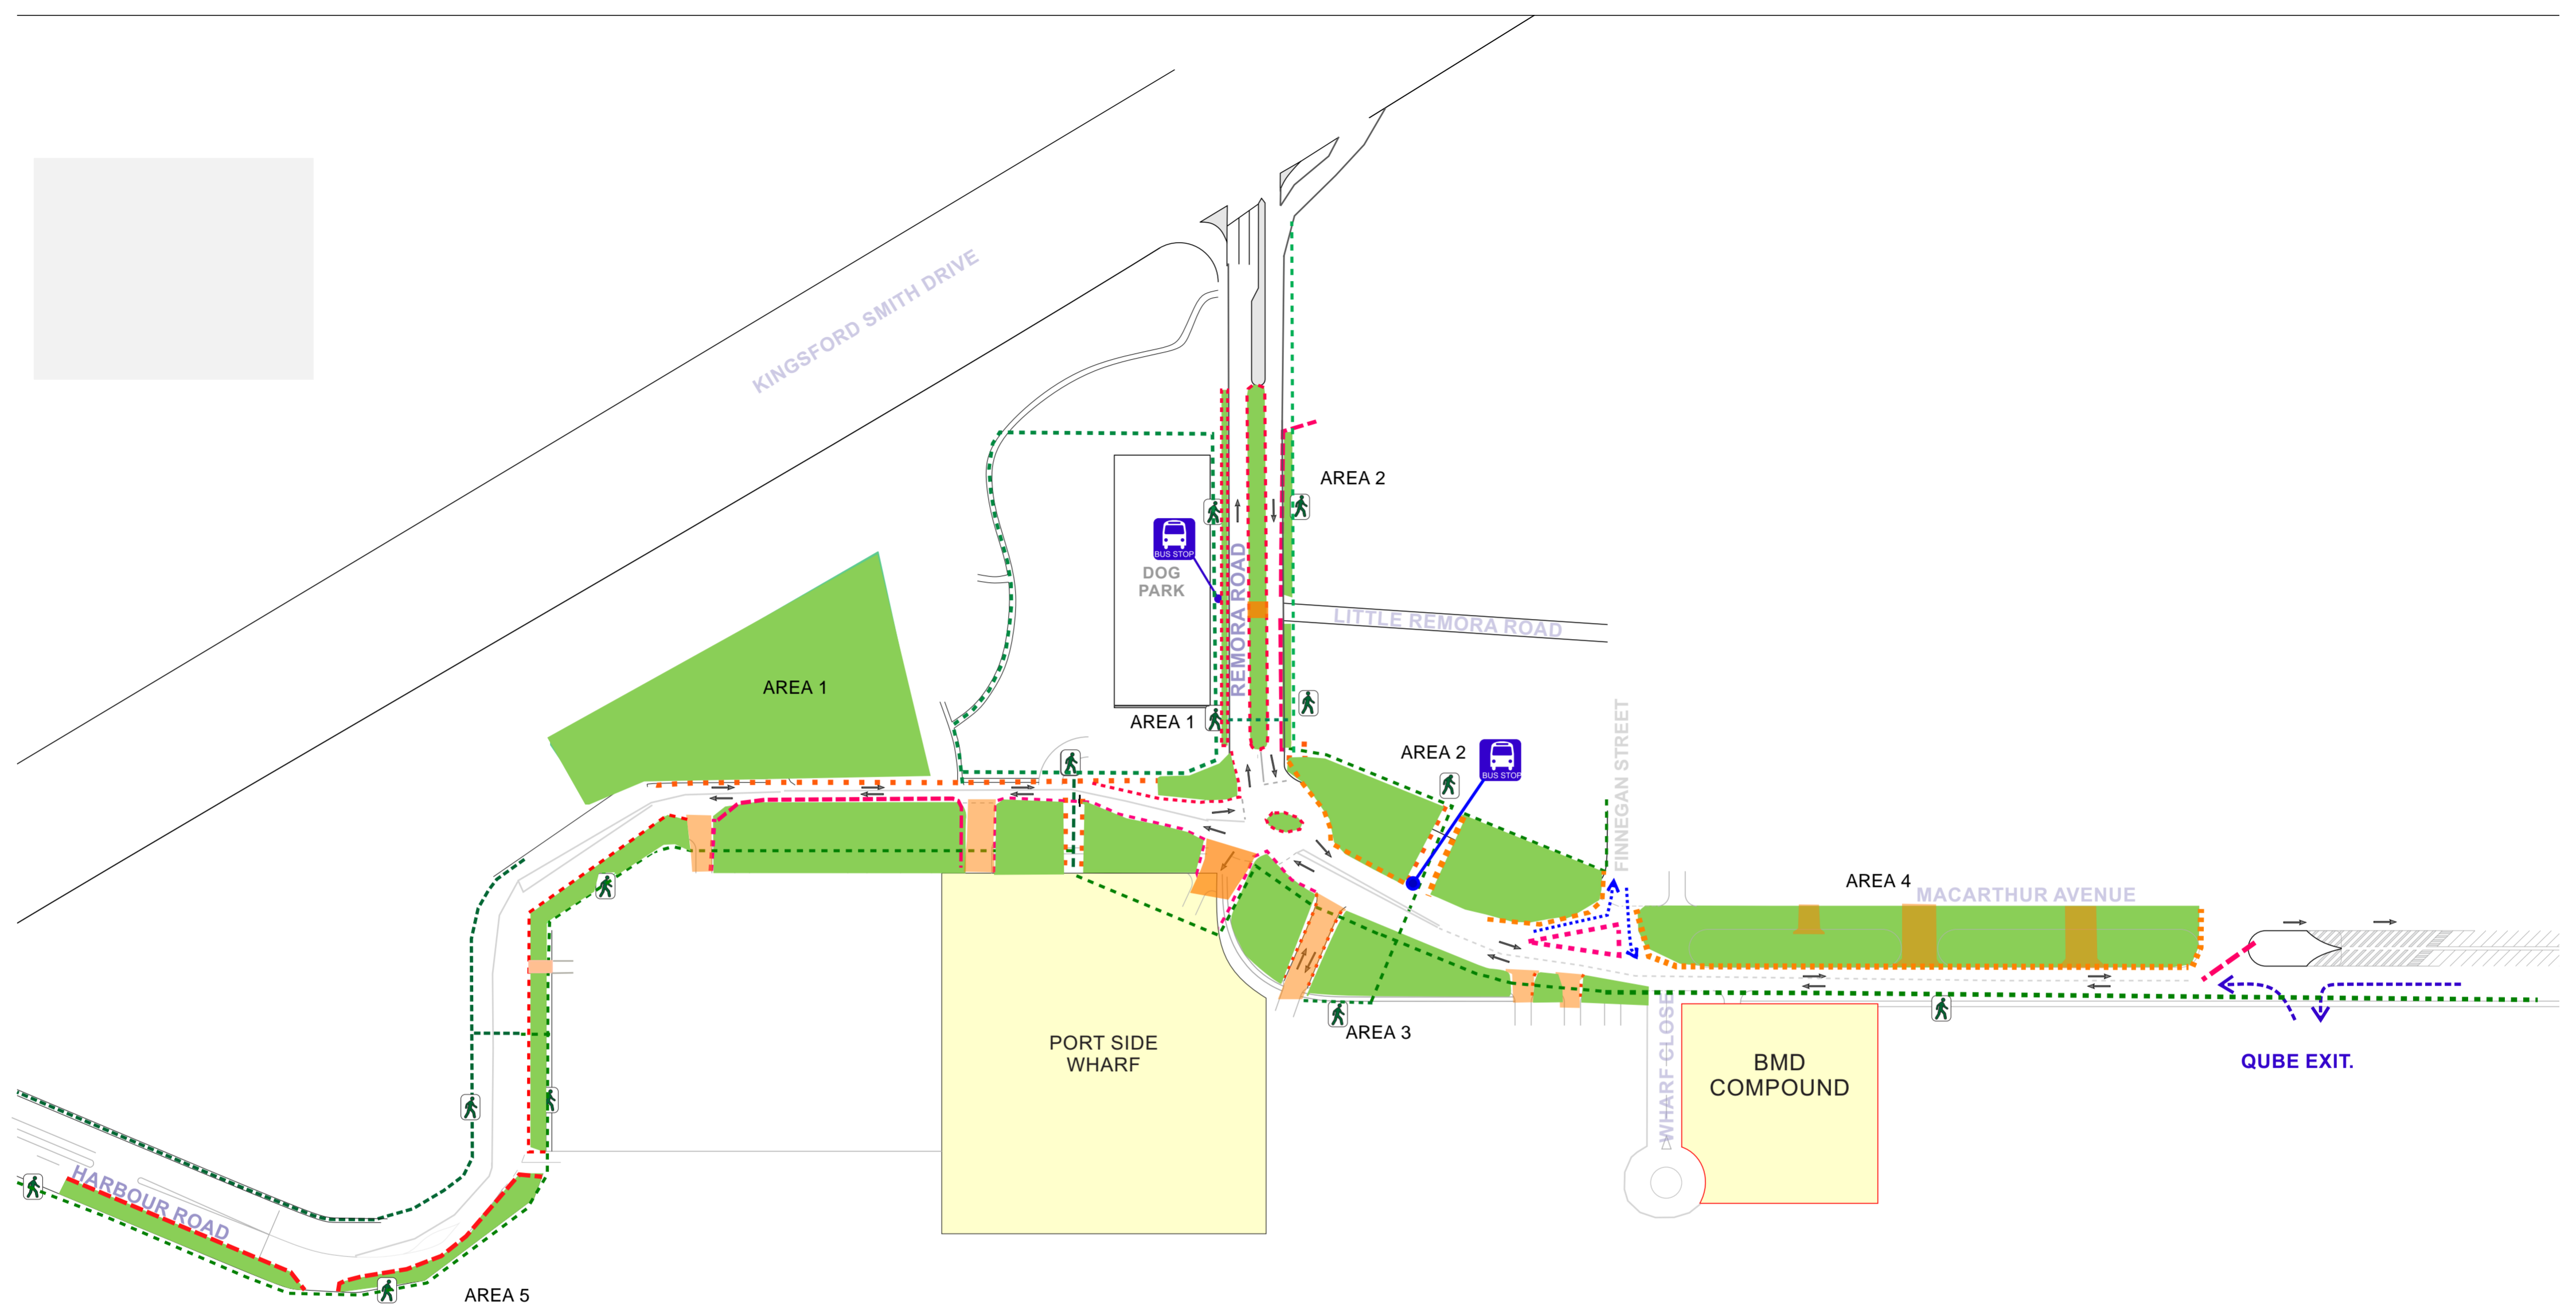 KINGSFORD SMITH DRIVE
AREA 2
BUS STOP
DOG
PARK
REMORA ROAD
LITTLE REMORA ROAD
AREA 1
AREA 1
AREA 2
BUS STOP
FINNEGAN STREET
AREA 4
MACARTHUR AVENUE
AREA 3
PORT SIDE
WHARF
WHARF CLOSE
BMD
COMPOUND
QUBE EXIT.
HARBOUR ROAD
AREA 5